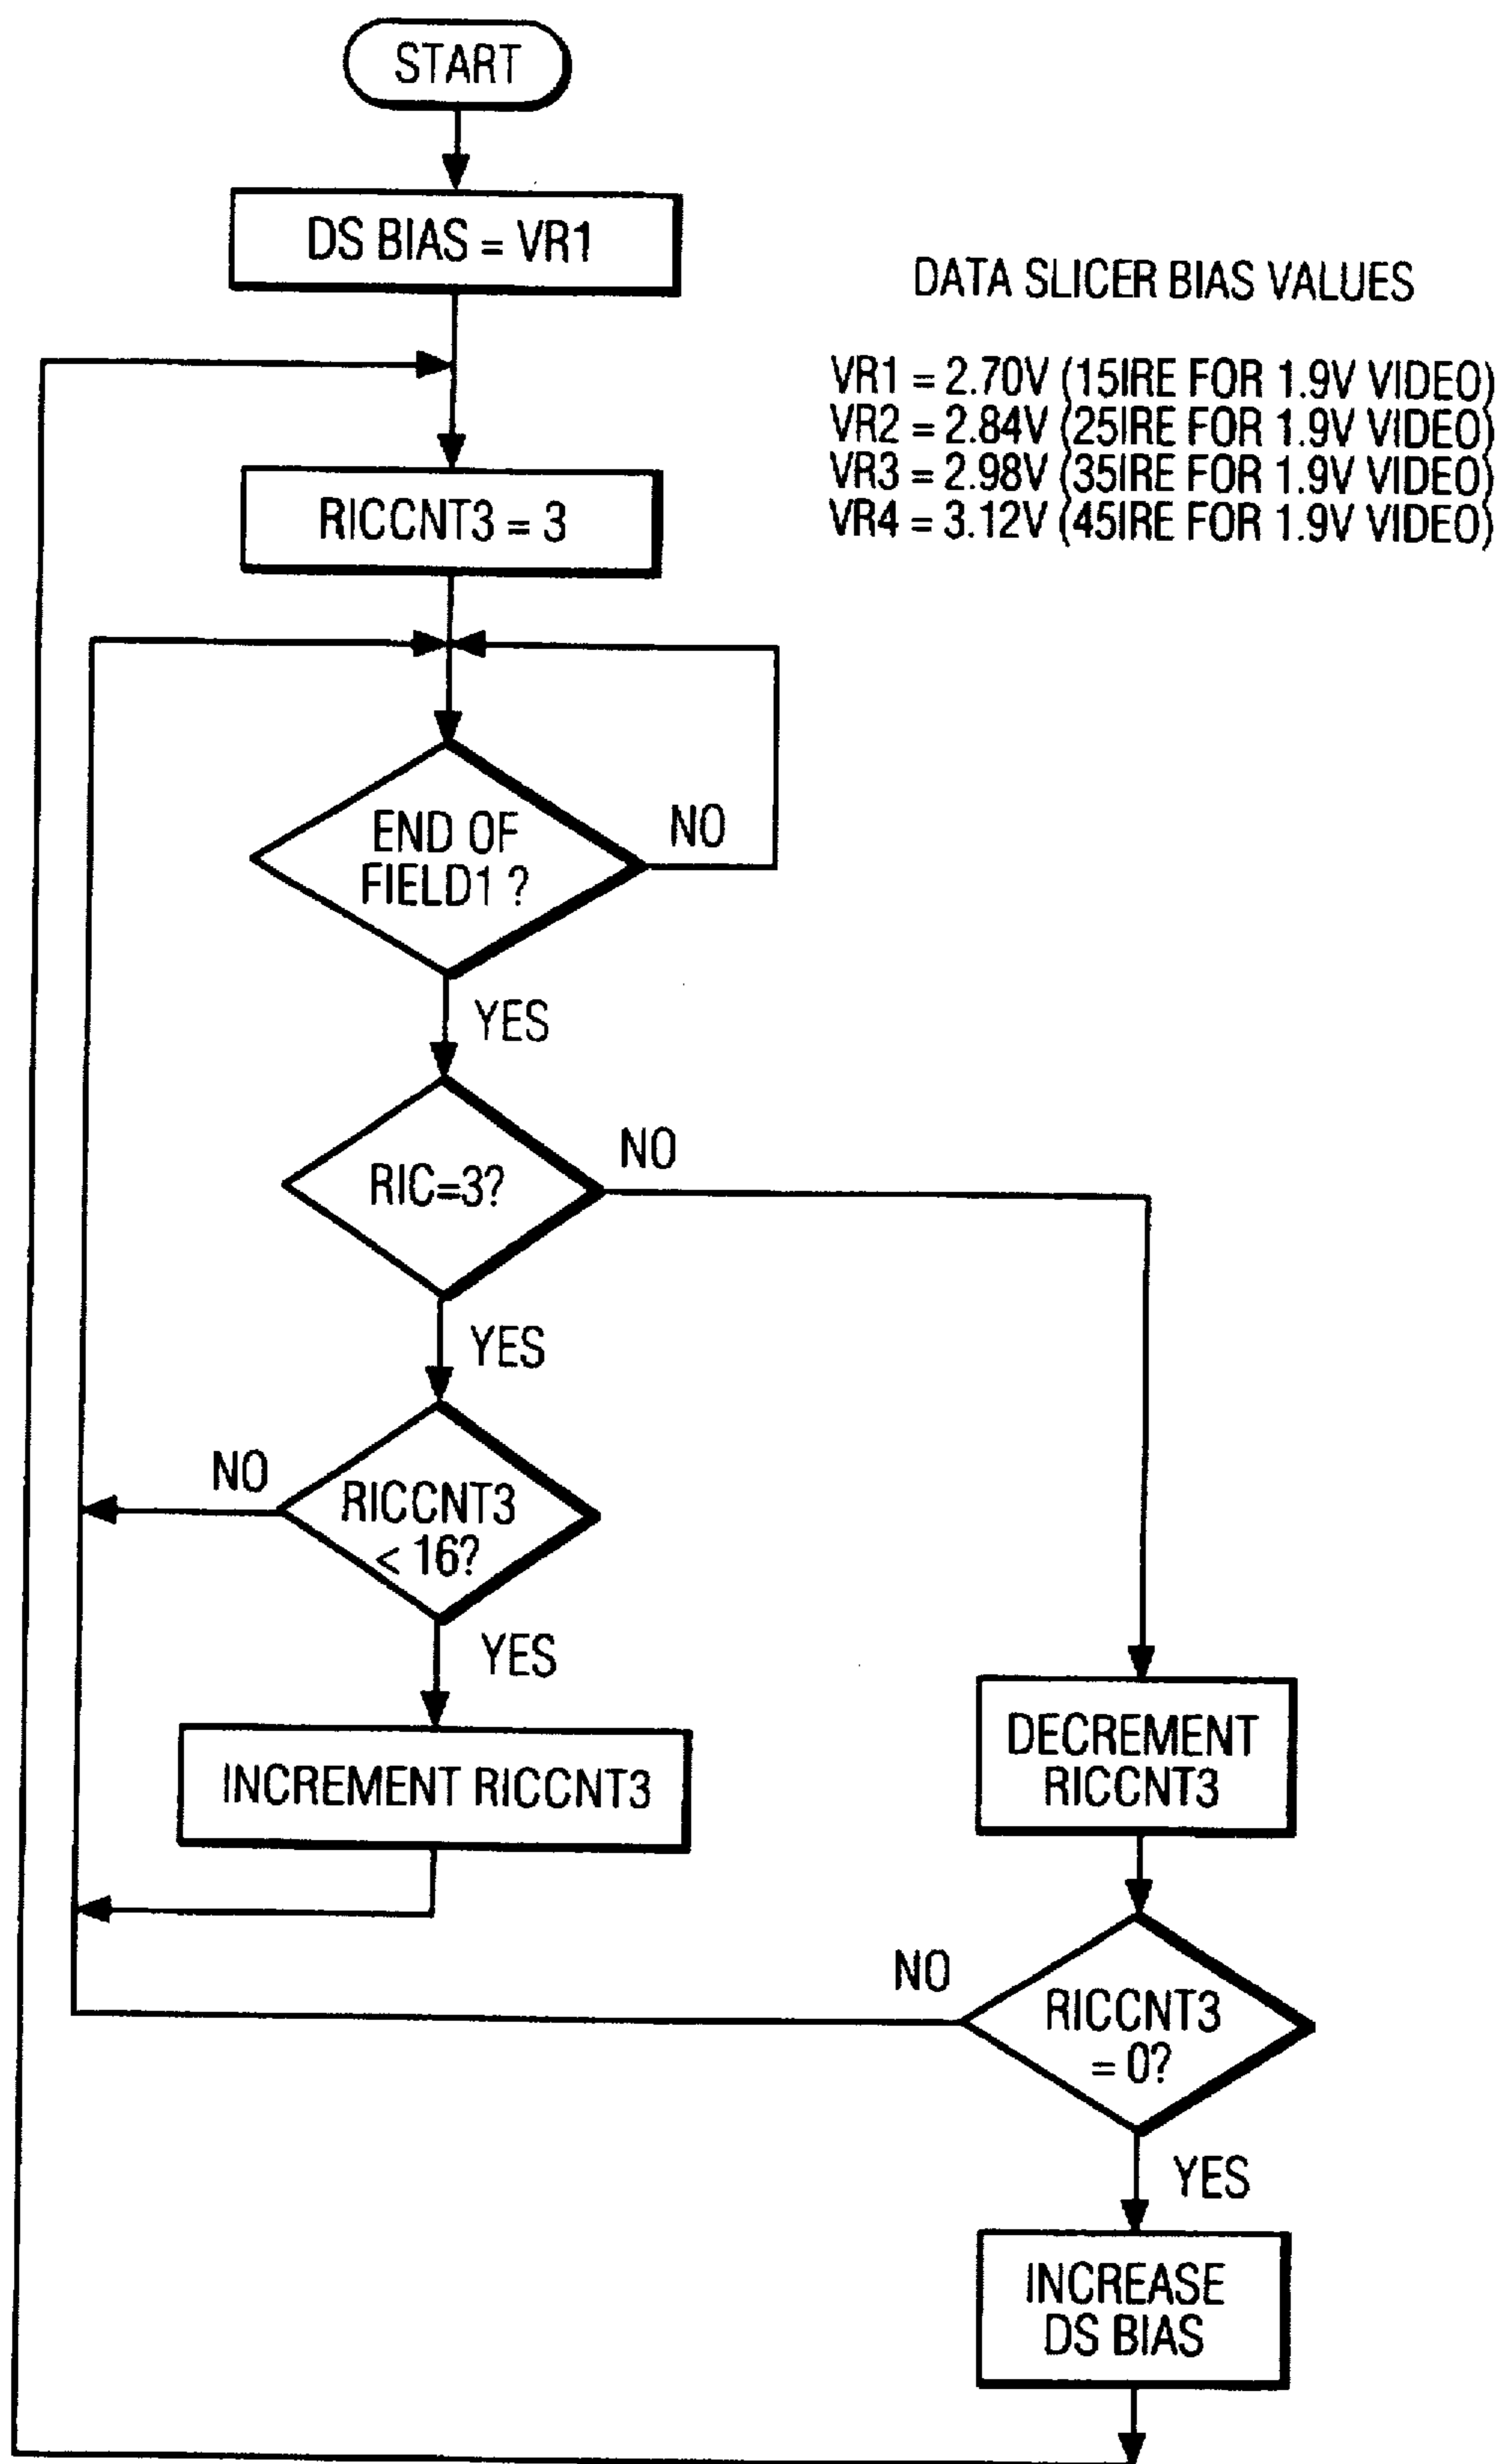 START
DS BIAS = VR1
DATA SLICER BIAS VALUES
VR1 = 2.70V (15IRE FOR 1.9V VIDEO)
VR2 = 2.84V (25IRE FOR 1.9V VIDEO)
VR3 = 2.98V (35IRE FOR 1.9V VIDEO)
VR4 = 3.12V (45IRE FOR 1.9V VIDEO)
RICCNT3 = 3
END OF
FIELD1 ?
NO
YES
RIC=3?
NO
YES
RICCNT3
< 16?
NO
YES
INCREMENT RICCNT3
DECREMENT
RICCNT3
NO
RICCNT3
= 0?
YES
INCREASE
DS BIAS